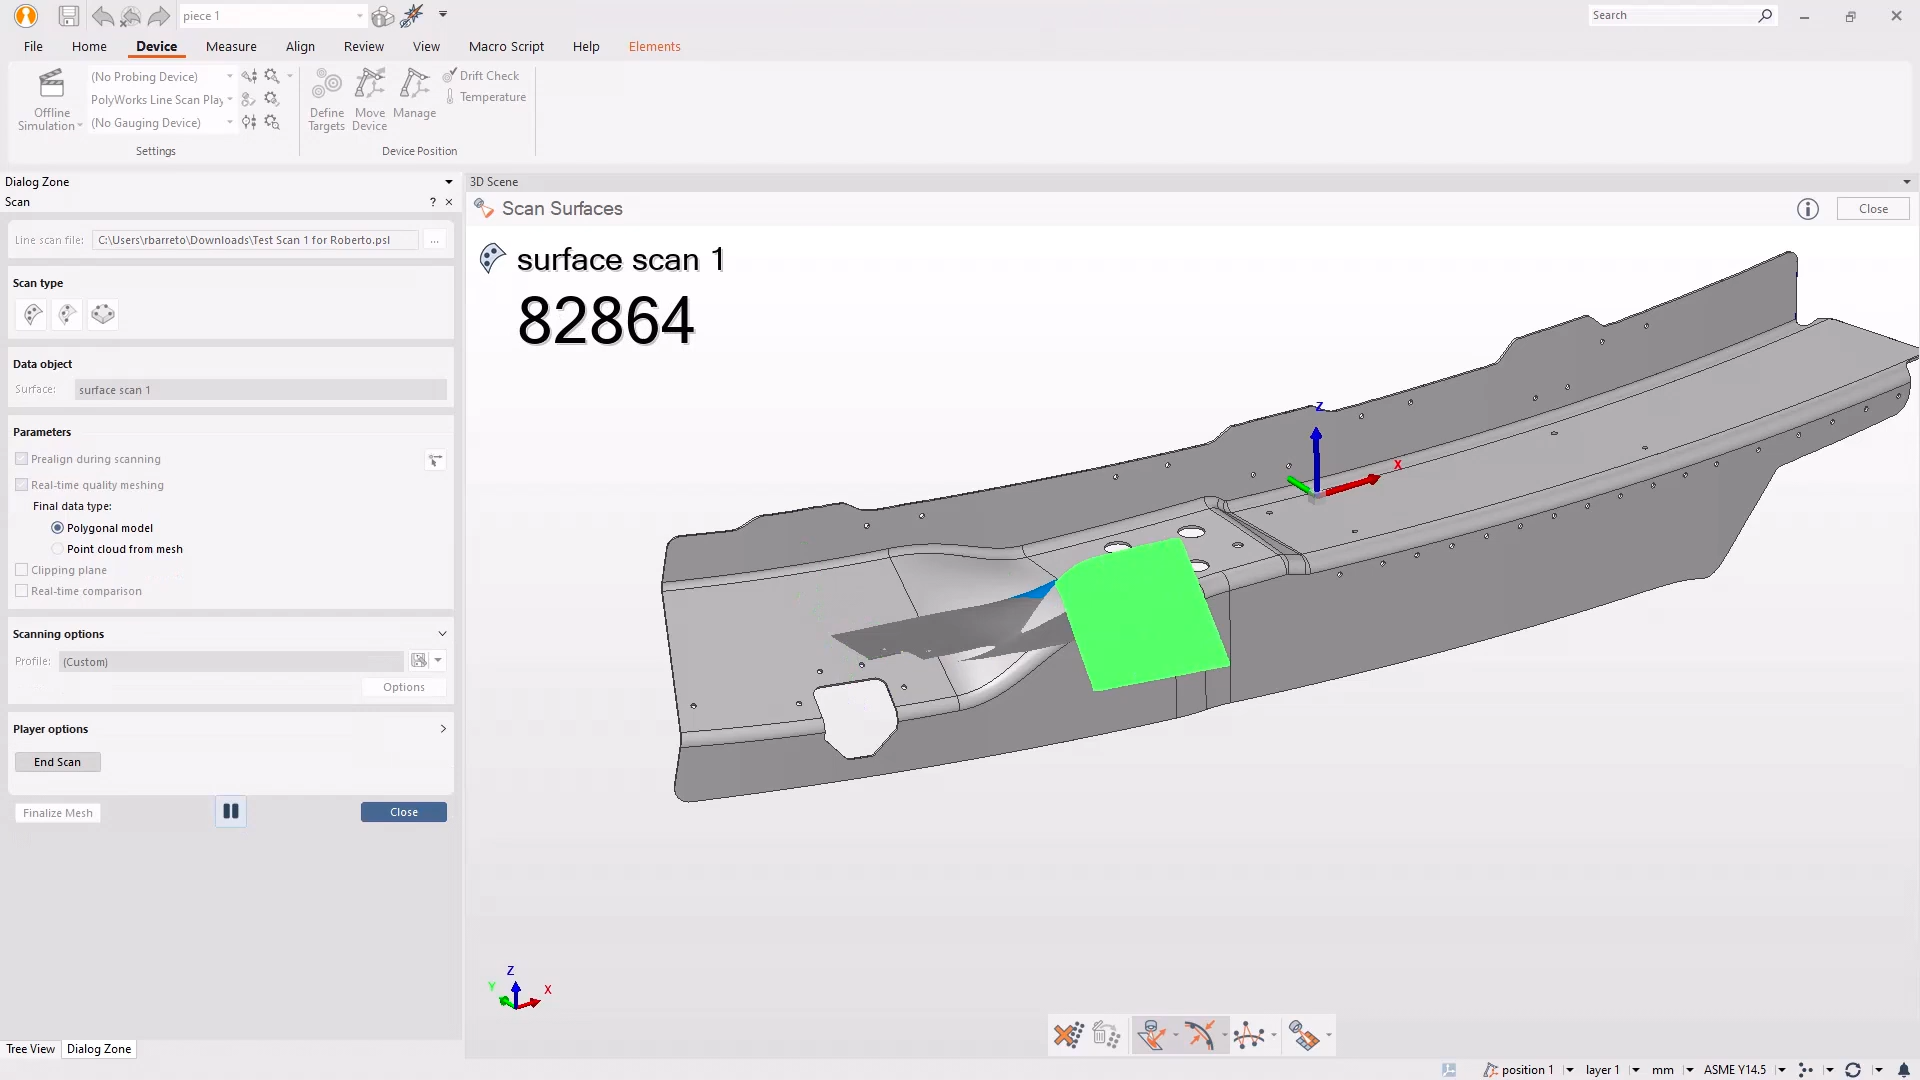 piece 1
Search
File
Home
Device
Measure
Align
Review
View
Macro Script
Help
Elements
Offline
Simulation
(No Probing Device)
PolyWorks Line Scan Play
(No Gauging Device)
Settings
Define
Targets
Move
Device
Manage
Drift Check
Temperature
Device Position
Dialog Zone
Scan
?
Line scan file:
C:\Users\rbarreto\Downloads\Test Scan 1 for Roberto.psl
...
Scan type
Data object
Surface:
surface scan 1
Parameters
Prealign during scanning
Real-time quality meshing
Final data type:
Polygonal model
Point cloud from mesh
Clipping plane
Real-time comparison
Scanning options
Profile:
(Custom)
Options
Player options
End Scan
Finalize Mesh
Close
Tree View
Dialog Zone
3D Scene
Scan Surfaces
Close
surface scan 1
82864
Z
X
Z
Y
X
position 1
layer 1
mm
ASME Y14.5